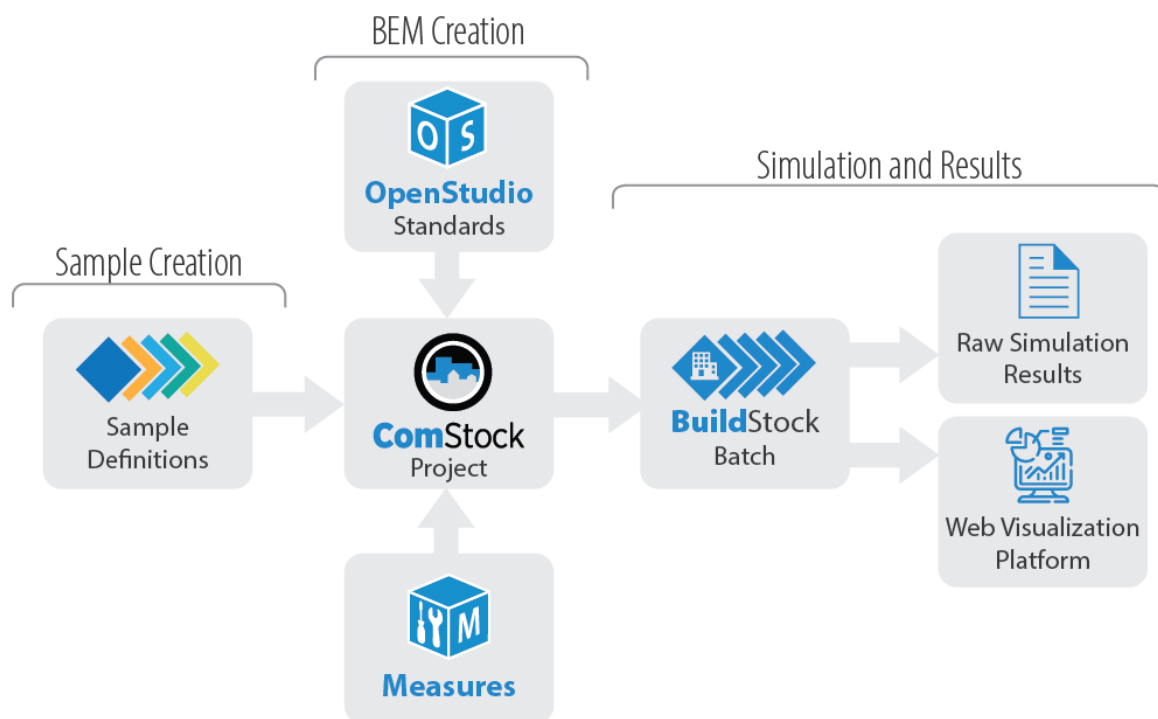 BEM Creation
O S
OpenStudio
Standards
Simulation and Results
Sample Creation
Sample
Definitions
ComStock
Project
BuildStock
Batch
Raw Simulation
Results
Web Visualization
Platform
M
Measures